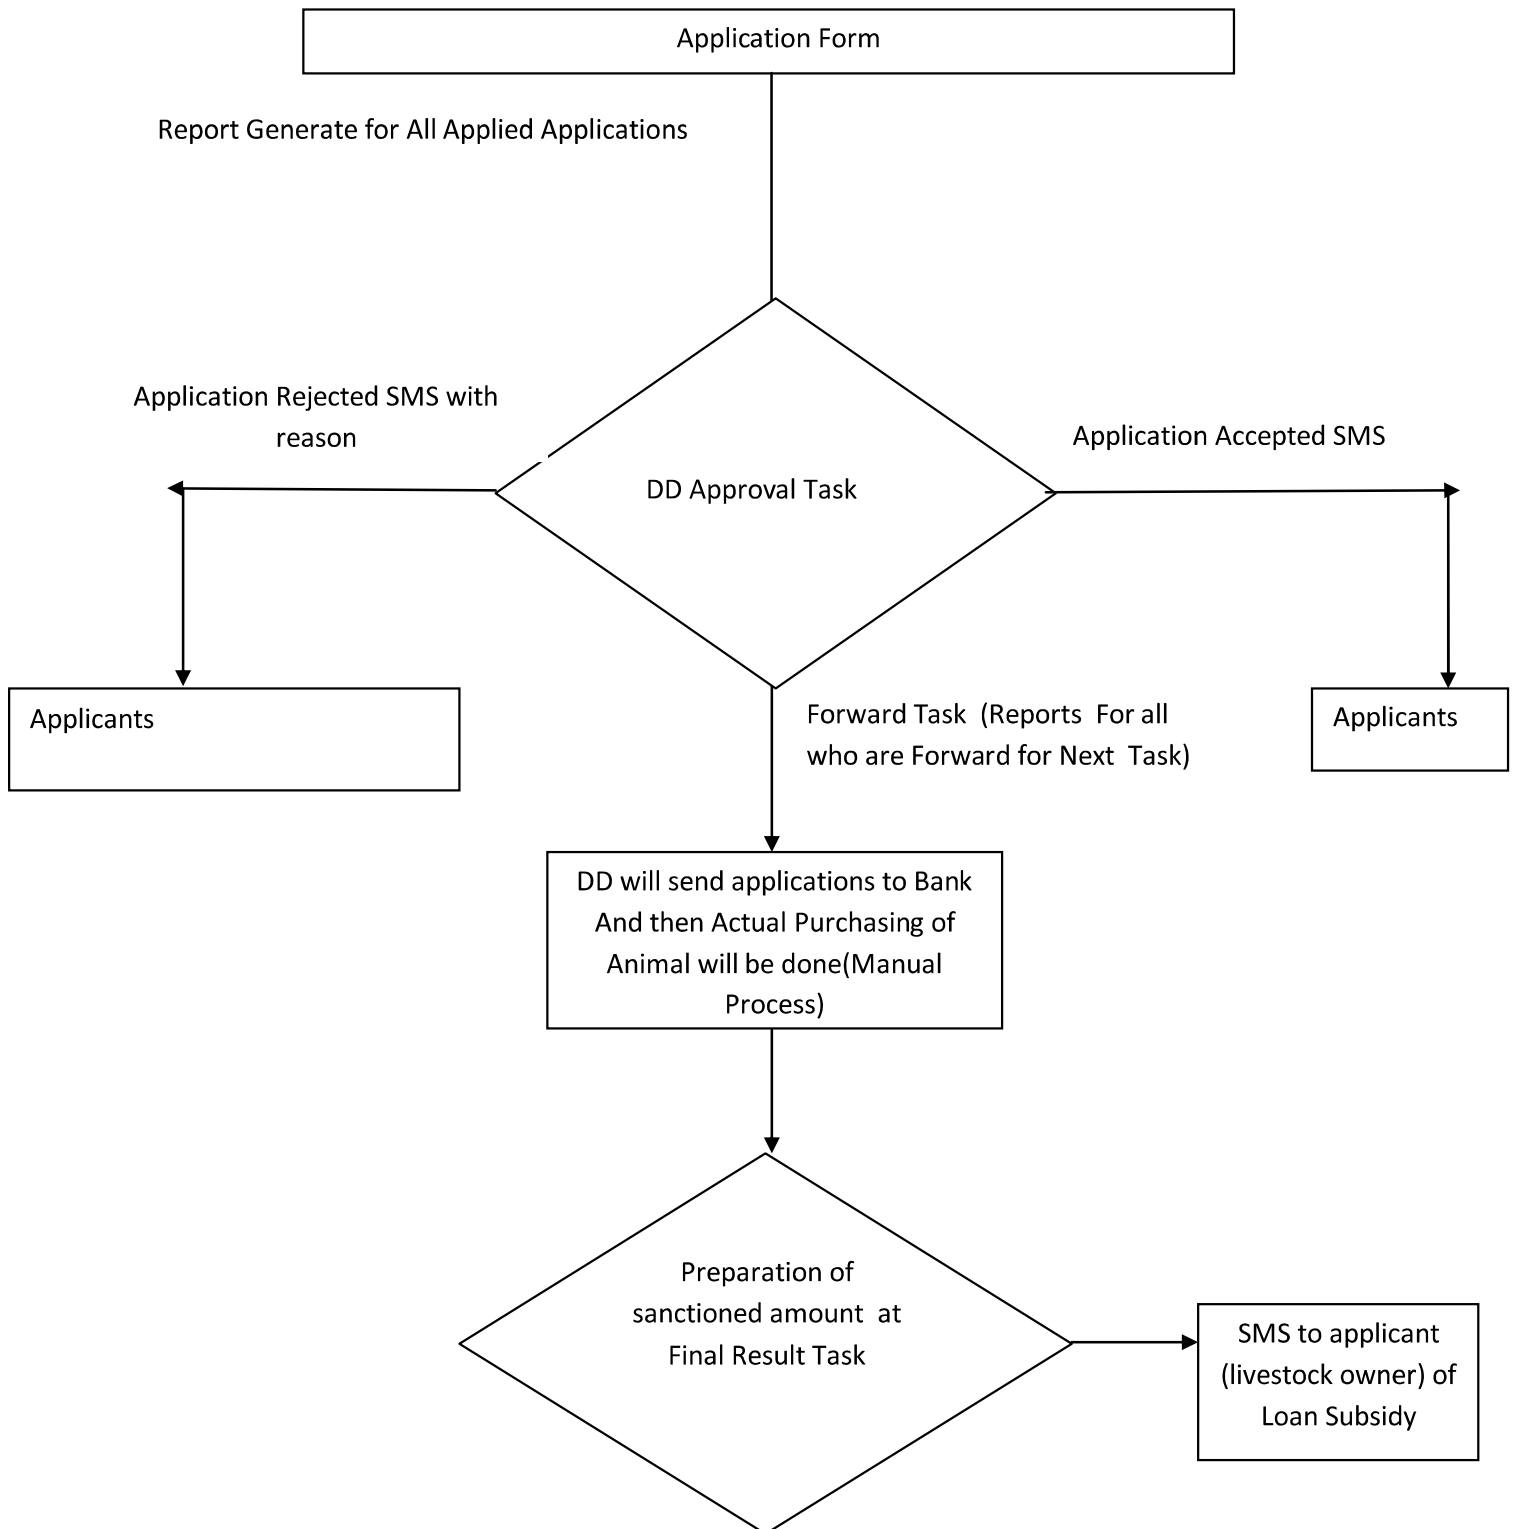 Application Form
Report Generate for All Applied Applications
Application Rejected SMS with
reason
Application Accepted SMS
DD Approval Task
Applicants
Forward Task  (Reports  For all
who are Forward for Next  Task)
Applicants
DD will send applications to Bank
And then Actual Purchasing of
Animal will be done(Manual
Process)
Preparation of
sanctioned amount  at
Final Result Task
SMS to applicant
(livestock owner) of
Loan Subsidy